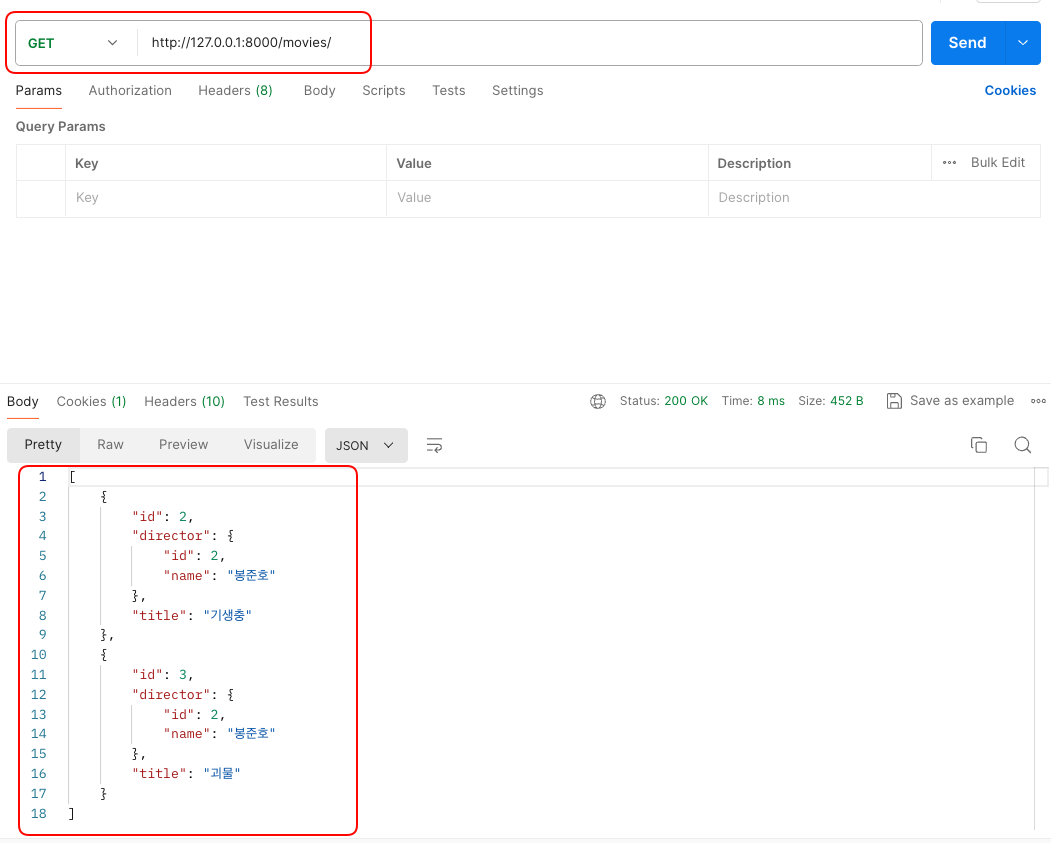 GET http://127.0.0.1:8000/movies/ Send
Params Authorization Headers (8) Body Scripts Tests Settings Cookies
Query Params
Key Value Description Bulk Edit
Key Value Description
Body Cookies (1) Headers (10) Test Results Status: 200 OK Time: 8 ms Size: 452 B Save as example
Pretty Raw Preview Visualize JSON
1 [
2 {
3 "id": 2,
4 "director": {
5 "id": 2,
6 "name": "봉준호"
7 },
8 "title": "기생충"
9 },
10 {
11 "id": 3,
12 "director": {
13 "id": 2,
14 "name": "봉준호"
15 },
16 "title": "괴물"
17 }
18 ]